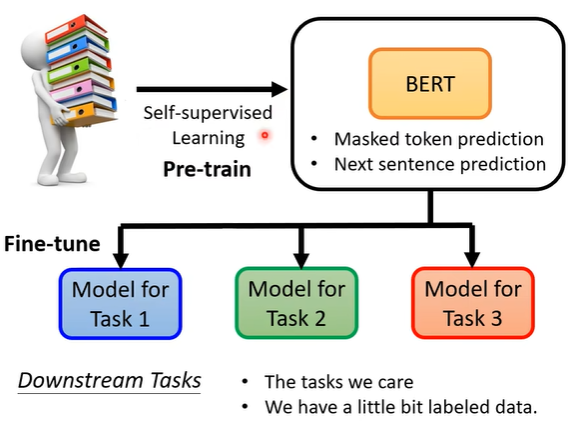 BERT
Self-supervised
Learning
Pre-train
• Masked token prediction
• Next sentence prediction
Fine-tune
Model for
Task 1
Model for
Task 2
Model for
Task 3
Downstream Tasks
• The tasks we care
• We have a little bit labeled data.